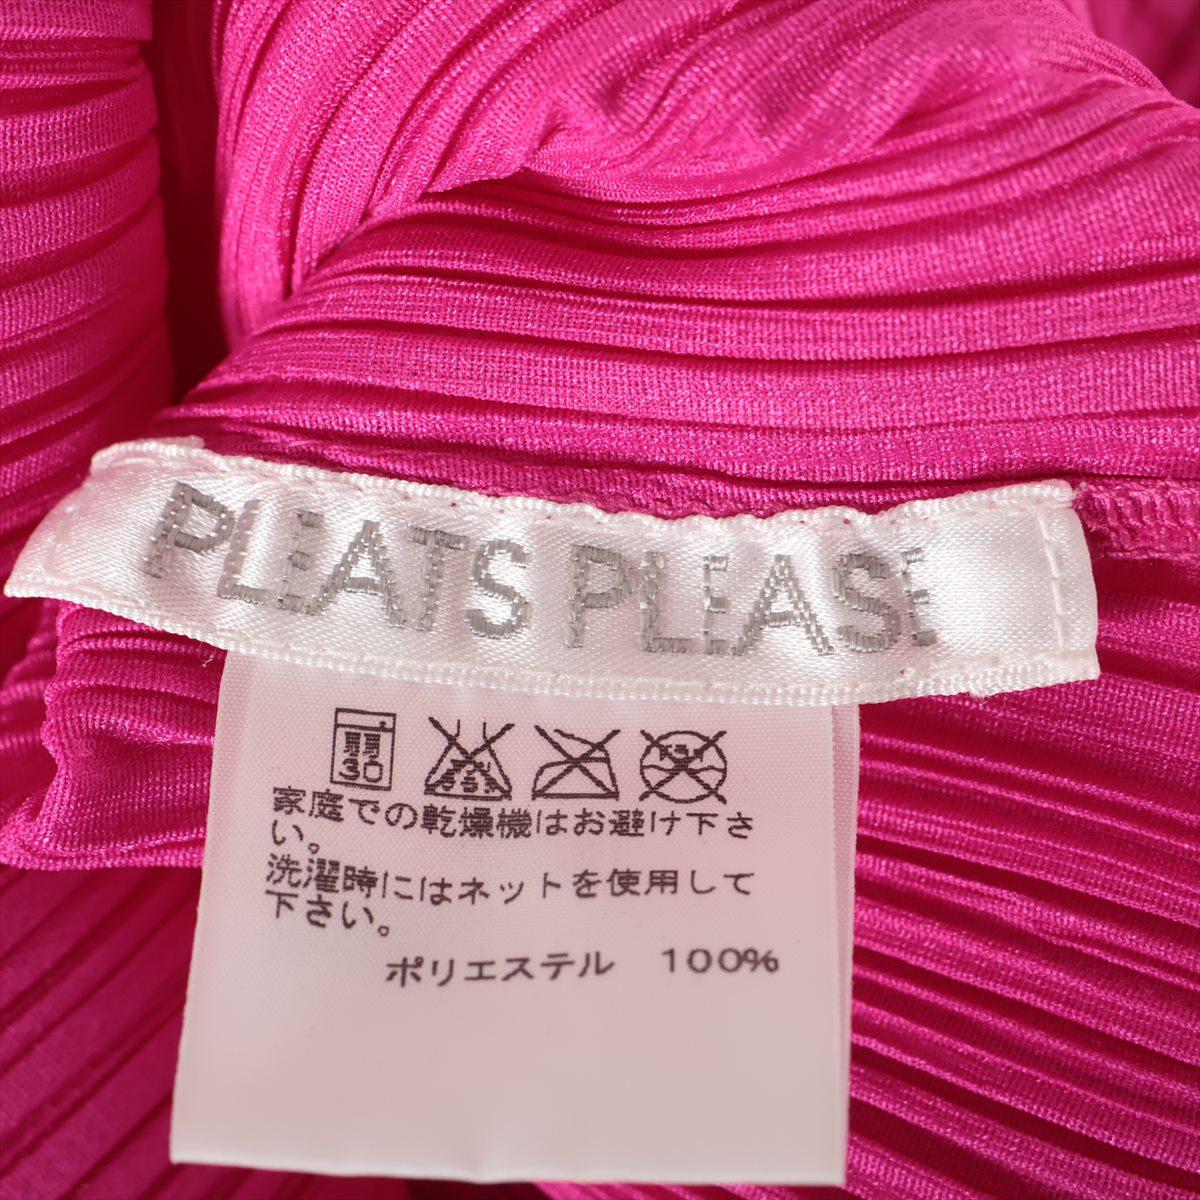 PLEATS PLEASE
弱
30
家庭での乾燥機はお避け下さ
い。
洗濯時にはネットを使用して
下さい。
ポリエステル 100%